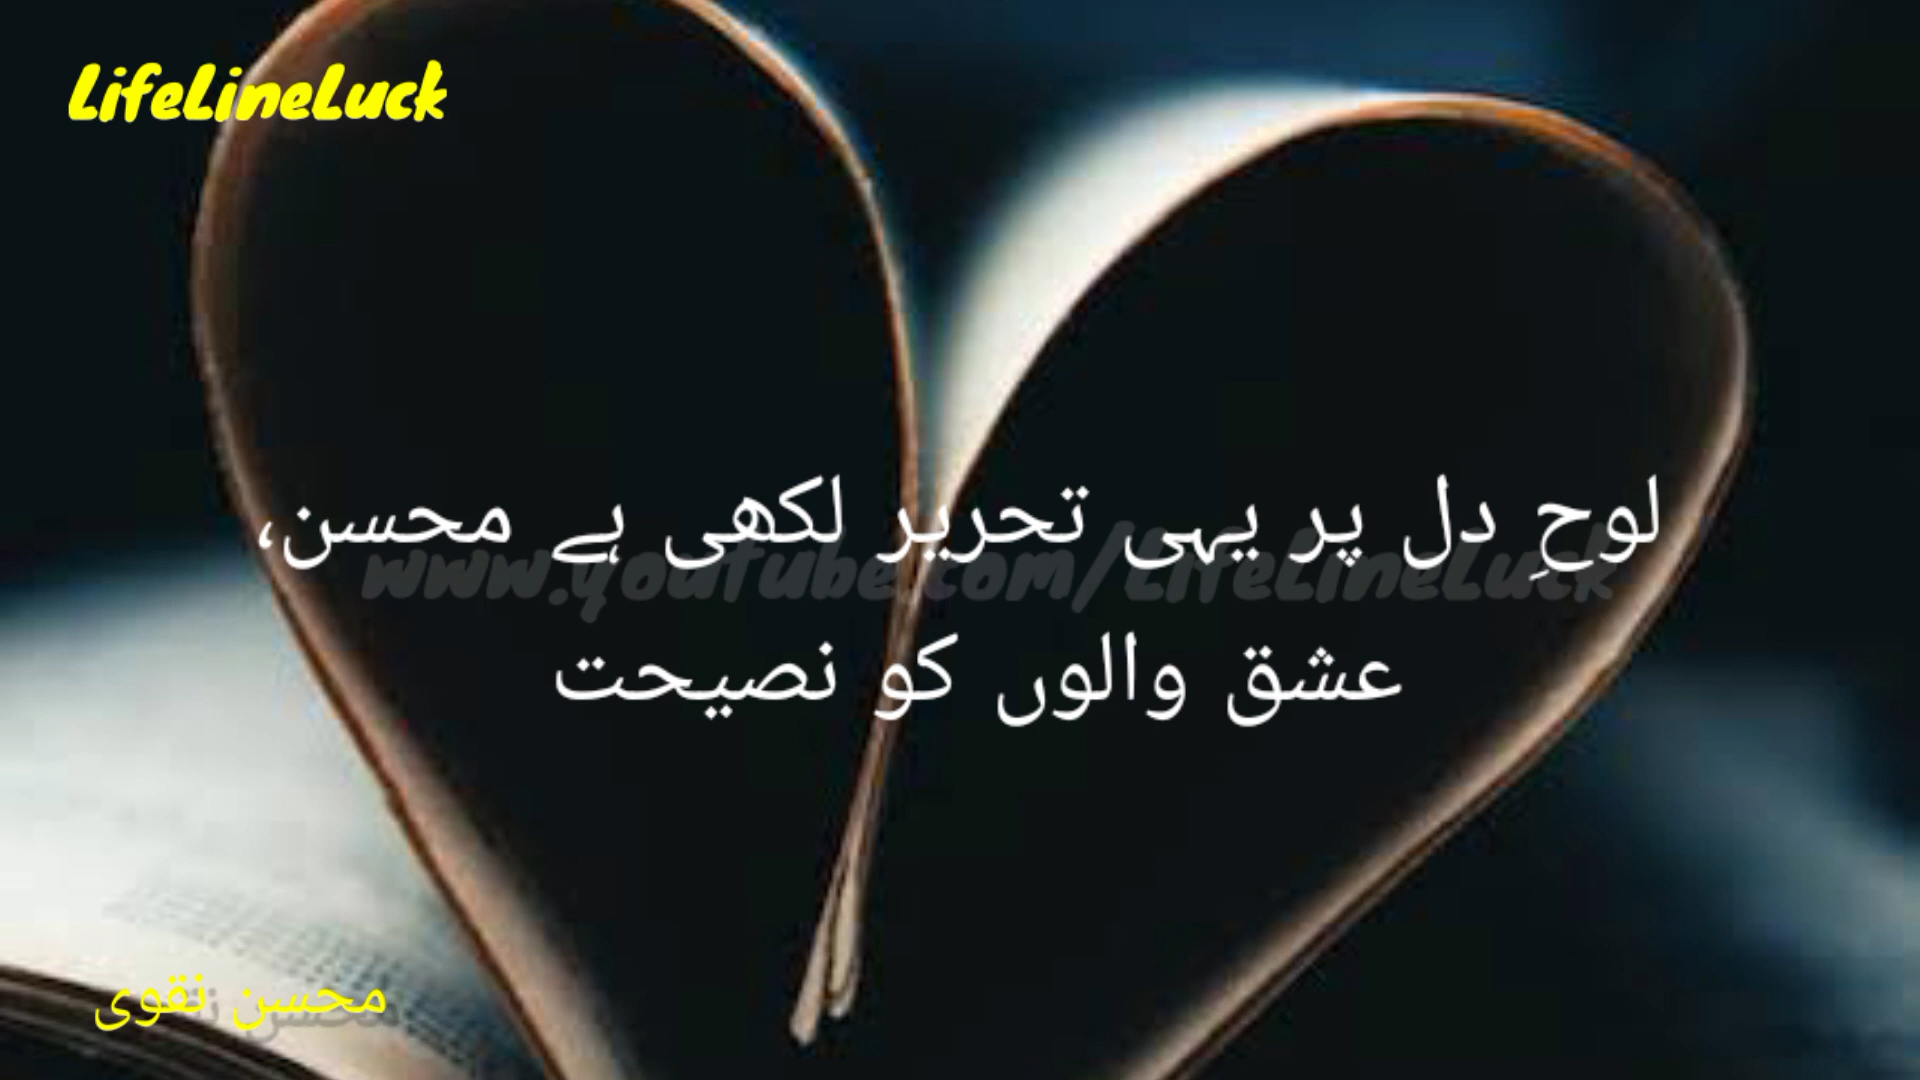 LifeLineLuck
لوحِ دل پر یہی تحریر لکھی ہے محسن،
www.youtube.com/LifeLineLuck
عشق والوں کو نصیحت
محسن نقوی